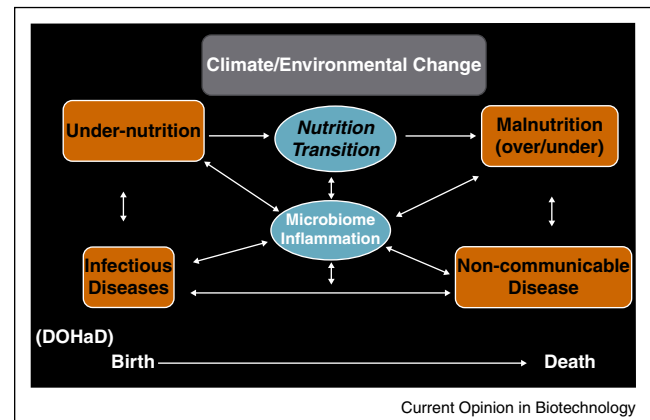 Climate/Environmental Change
Under-nutrition
Nutrition
Transition
Malnutrition
(over/under)
Microbiome
Inflammation
Infectious
Diseases
Non-communicable
Disease
(DOHaD)
Birth
Death
Current Opinion in Biotechnology